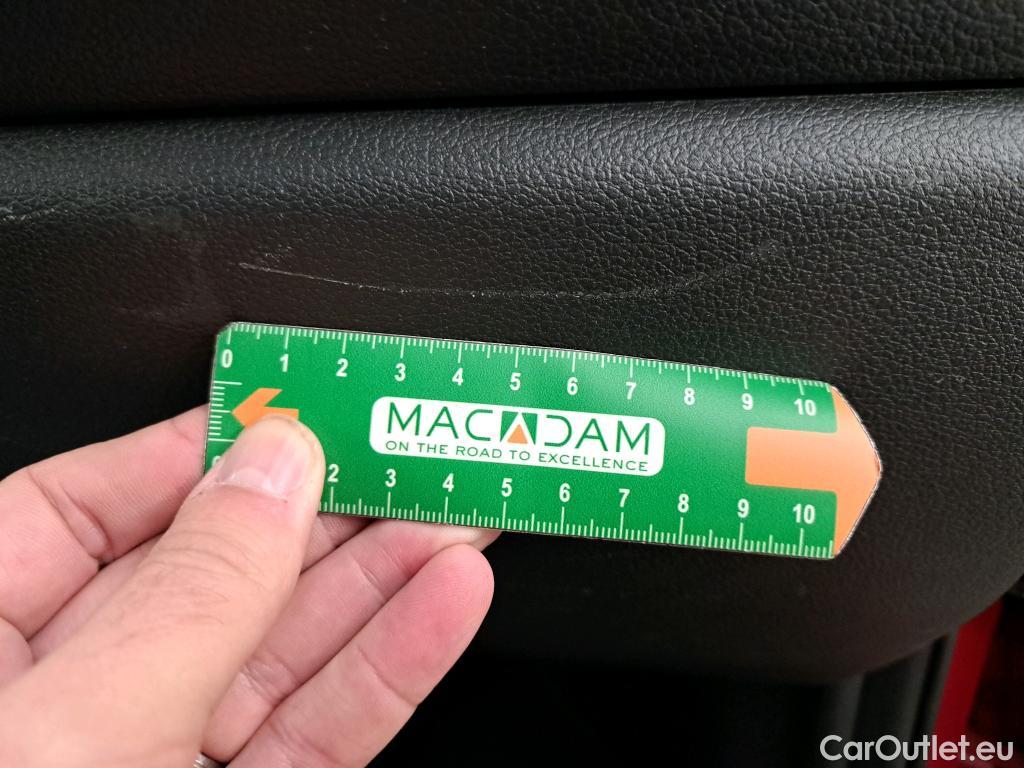 0 1 2 3 4 5 6 7 8 9 10
MACADAM
ON THE ROAD TO EXCELLENCE
2 3 4 5 6 7 8 9 10
CarOutlet.eu